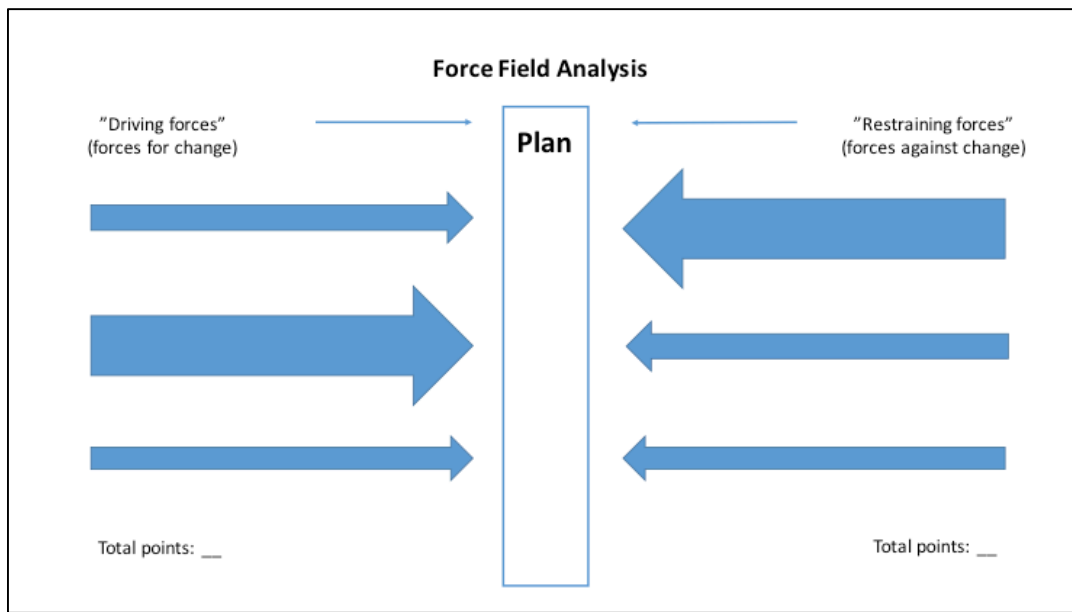 Force Field Analysis
”Driving forces”
(forces for change)
Plan
”Restraining forces”
(forces against change)
Total points: __
Total points: __